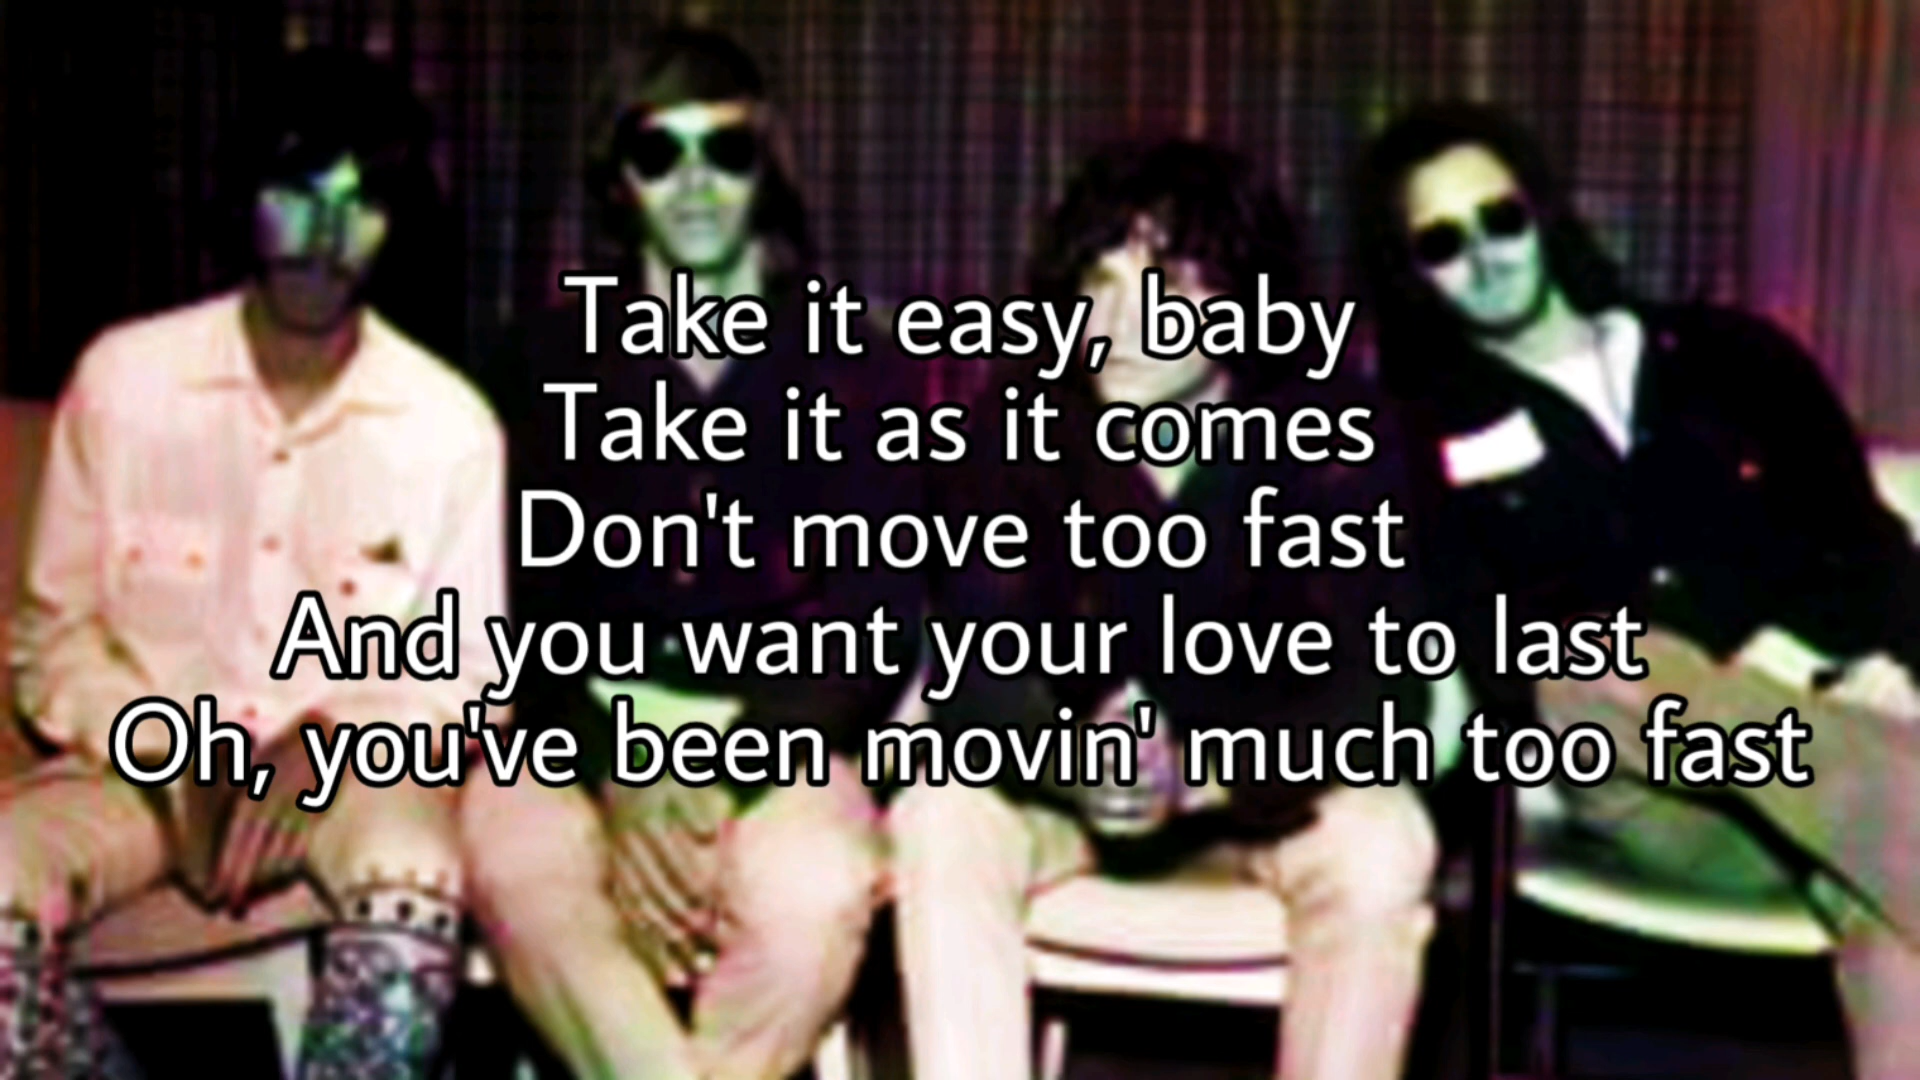 Take it easy, baby
Take it as it comes
Don't move too fast
And you want your love to last
Oh, you've been movin' much too fast